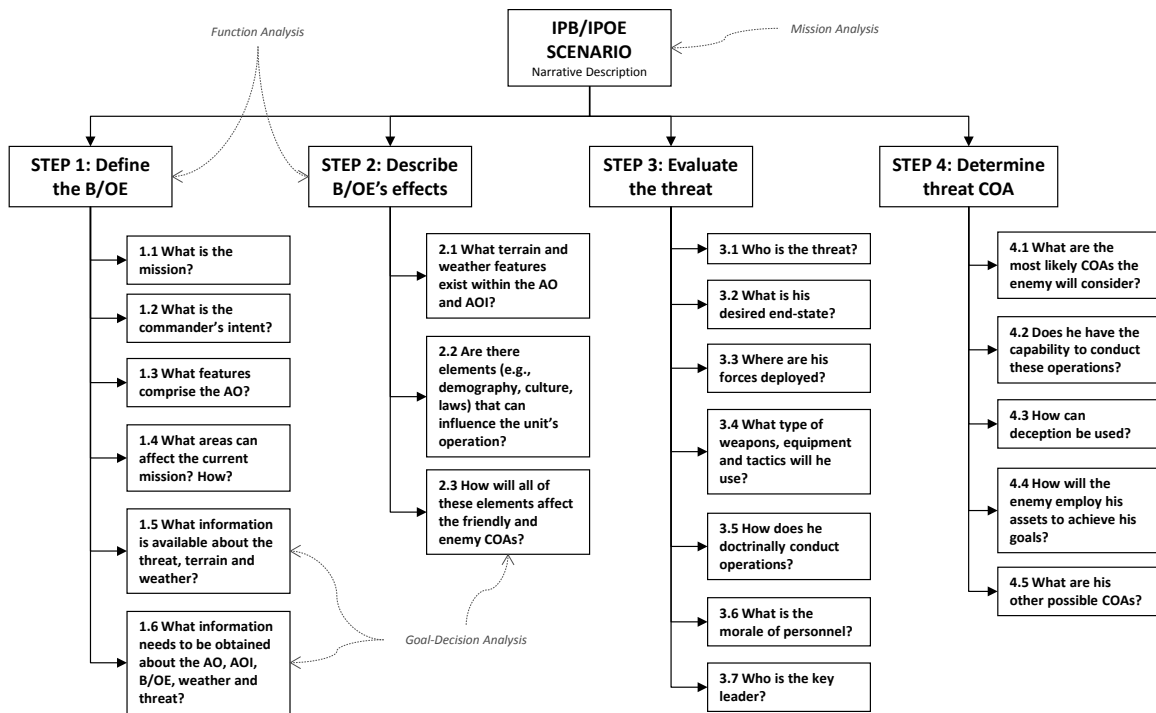 Function Analysis
IPB/IPOE
SCENARIO
Narrative Description
Mission Analysis
STEP 1: Define
the B/OE
1.1 What is the
mission?
1.2 What is the
commander’s intent?
1.3 What features
comprise the AO?
1.4 What areas can
affect the current
mission? How?
1.5 What information
is available about the
threat, terrain and
weather?
1.6 What information
needs to be obtained
about the AO, AOI,
B/OE, weather and
threat?
STEP 2: Describe
B/OE’s effects
2.1 What terrain and
weather features
exist within the AO
and AOI?
2.2 Are there
elements (e.g.,
demography, culture,
laws) that can
influence the unit’s
operation?
2.3 How will all of
these elements affect
the friendly and
enemy COAs?
Goal-Decision Analysis
STEP 3: Evaluate
the threat
3.1 Who is the threat?
3.2 What is his
desired end-state?
3.3 Where are his
forces deployed?
3.4 What type of
weapons, equipment
and tactics will he
use?
3.5 How does he
doctrinally conduct
operations?
3.6 What is the
morale of personnel?
3.7 Who is the key
leader?
STEP 4: Determine
threat COA
4.1 What are the
most likely COAs the
enemy will consider?
4.2 Does he have the
capability to conduct
these operations?
4.3 How can
deception be used?
4.4 How will the
enemy employ his
assets to achieve his
goals?
4.5 What are his
other possible COAs?